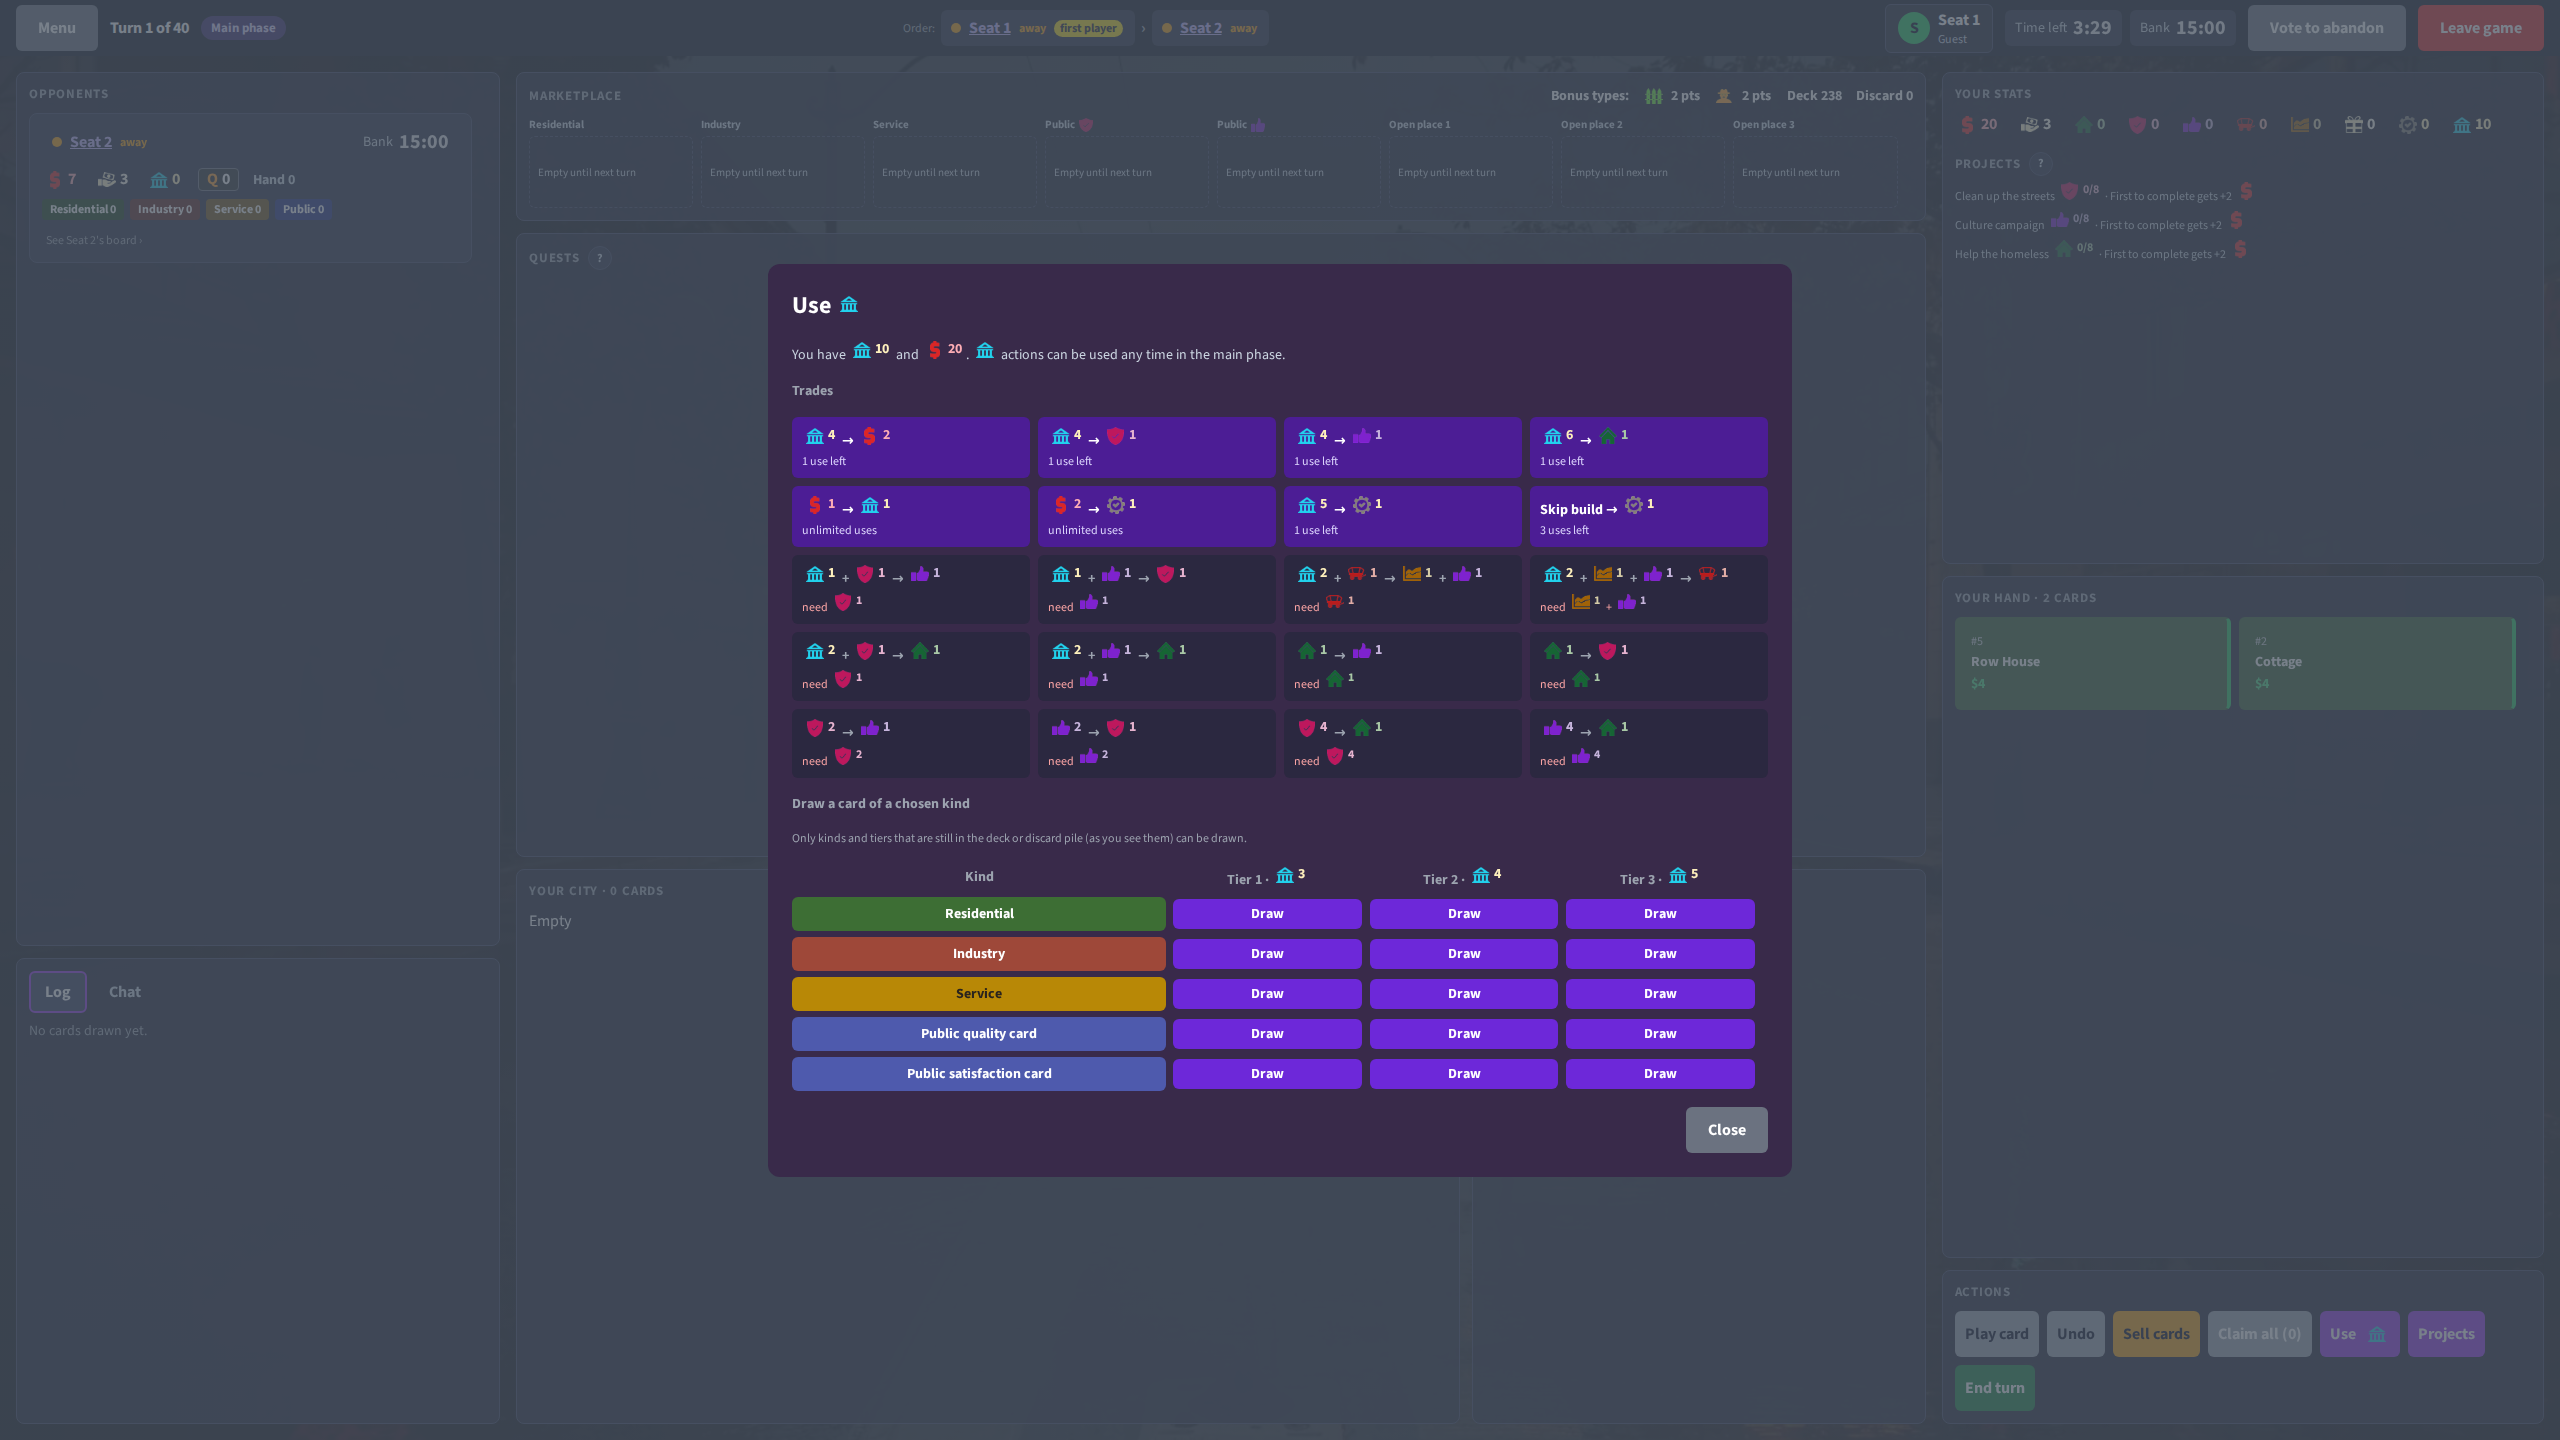 Menu Turn 1 of 40 Main phase Order: Seat 1 away first player › Seat 2 away S Seat 1 Guest Time left 3:29 Bank 15:00 Vote to abandon Leave game
OPPONENTS
Seat 2 away Bank 15:00
7 3 0 Q 0 Hand 0
Residential 0 Industry 0 Service 0 Public 0
See Seat 2's board ›
MARKETPLACE Bonus types: 2 pts 2 pts Deck 238 Discard 0
Residential Industry Service Public Public Open place 1 Open place 2 Open place 3
Empty until next turn Empty until next turn Empty until next turn Empty until next turn Empty until next turn Empty until next turn Empty until next turn Empty until next turn
QUESTS ?
YOUR STATS
$ 20 3 0 0 0 0 0 0 0 10
PROJECTS ?
Clean up the streets 0/8 · First to complete gets +2 $
Culture campaign 0/8 · First to complete gets +2 $
Help the homeless 0/8 · First to complete gets +2 $
Use
You have 10 and $ 20 . actions can be used any time in the main phase.
Trades
4 → $ 2
1 use left
4 → 1
1 use left
4 → 1
1 use left
6 → 1
1 use left
$ 1 → 1
unlimited uses
$ 2 → 1
unlimited uses
5 → 1
1 use left
Skip build → 1
3 uses left
1 + 1 → 1
need 1
1 + 1 → 1
need 1
2 + 1 → 1 + 1
need 1
2 + 1 + 1 → 1
need 1 + 1
2 + 1 → 1
need 1
2 + 1 → 1
need 1
1 → 1
need 1
1 → 1
need 1
2 → 1
need 2
2 → 1
need 2
4 → 1
need 4
4 → 1
need 4
Draw a card of a chosen kind
Only kinds and tiers that are still in the deck or discard pile (as you see them) can be drawn.
Kind Tier 1 · 3 Tier 2 · 4 Tier 3 · 5
Residential Draw Draw Draw
Industry Draw Draw Draw
Service Draw Draw Draw
Public quality card Draw Draw Draw
Public satisfaction card Draw Draw Draw
Close
YOUR CITY · 0 CARDS
Empty
Log Chat
No cards drawn yet.
YOUR HAND · 2 CARDS
#5
Row House
$4
#2
Cottage
$4
ACTIONS
Play card Undo Sell cards Claim all (0) Use Projects
End turn